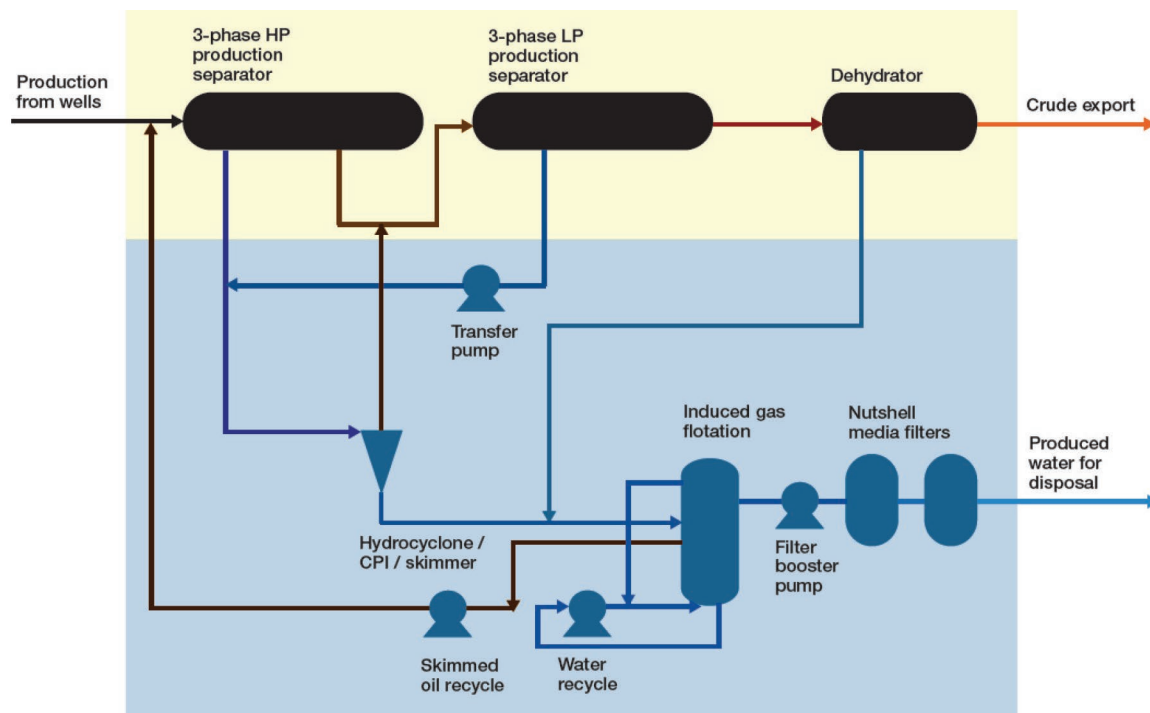 3-phase HP
production
separator
3-phase LP
production
separator
Dehydrator
Production
from wells
Crude export
Transfer
pump
Induced gas
flotation
Nutshell
media filters
Produced
water for
disposal
Hydrocyclone /
CPI / skimmer
Filter
booster
pump
Skimmed
oil recycle
Water
recycle